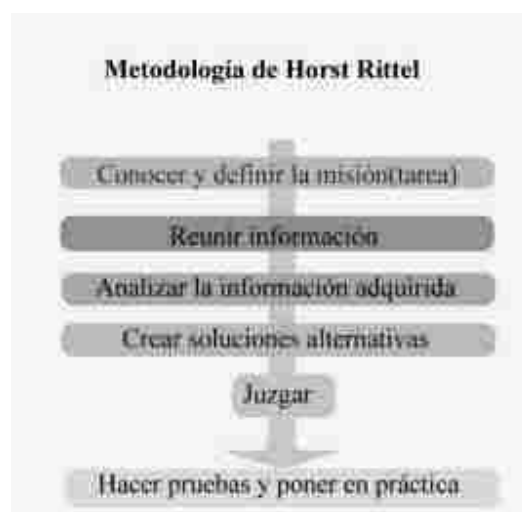 Metodología de Horst Rittel
Conocer y definir la misión(tarea)
Reunir información
Analizar la información adquirida
Crear soluciones alternativas
Juzgar
Hacer pruebas y poner en práctica